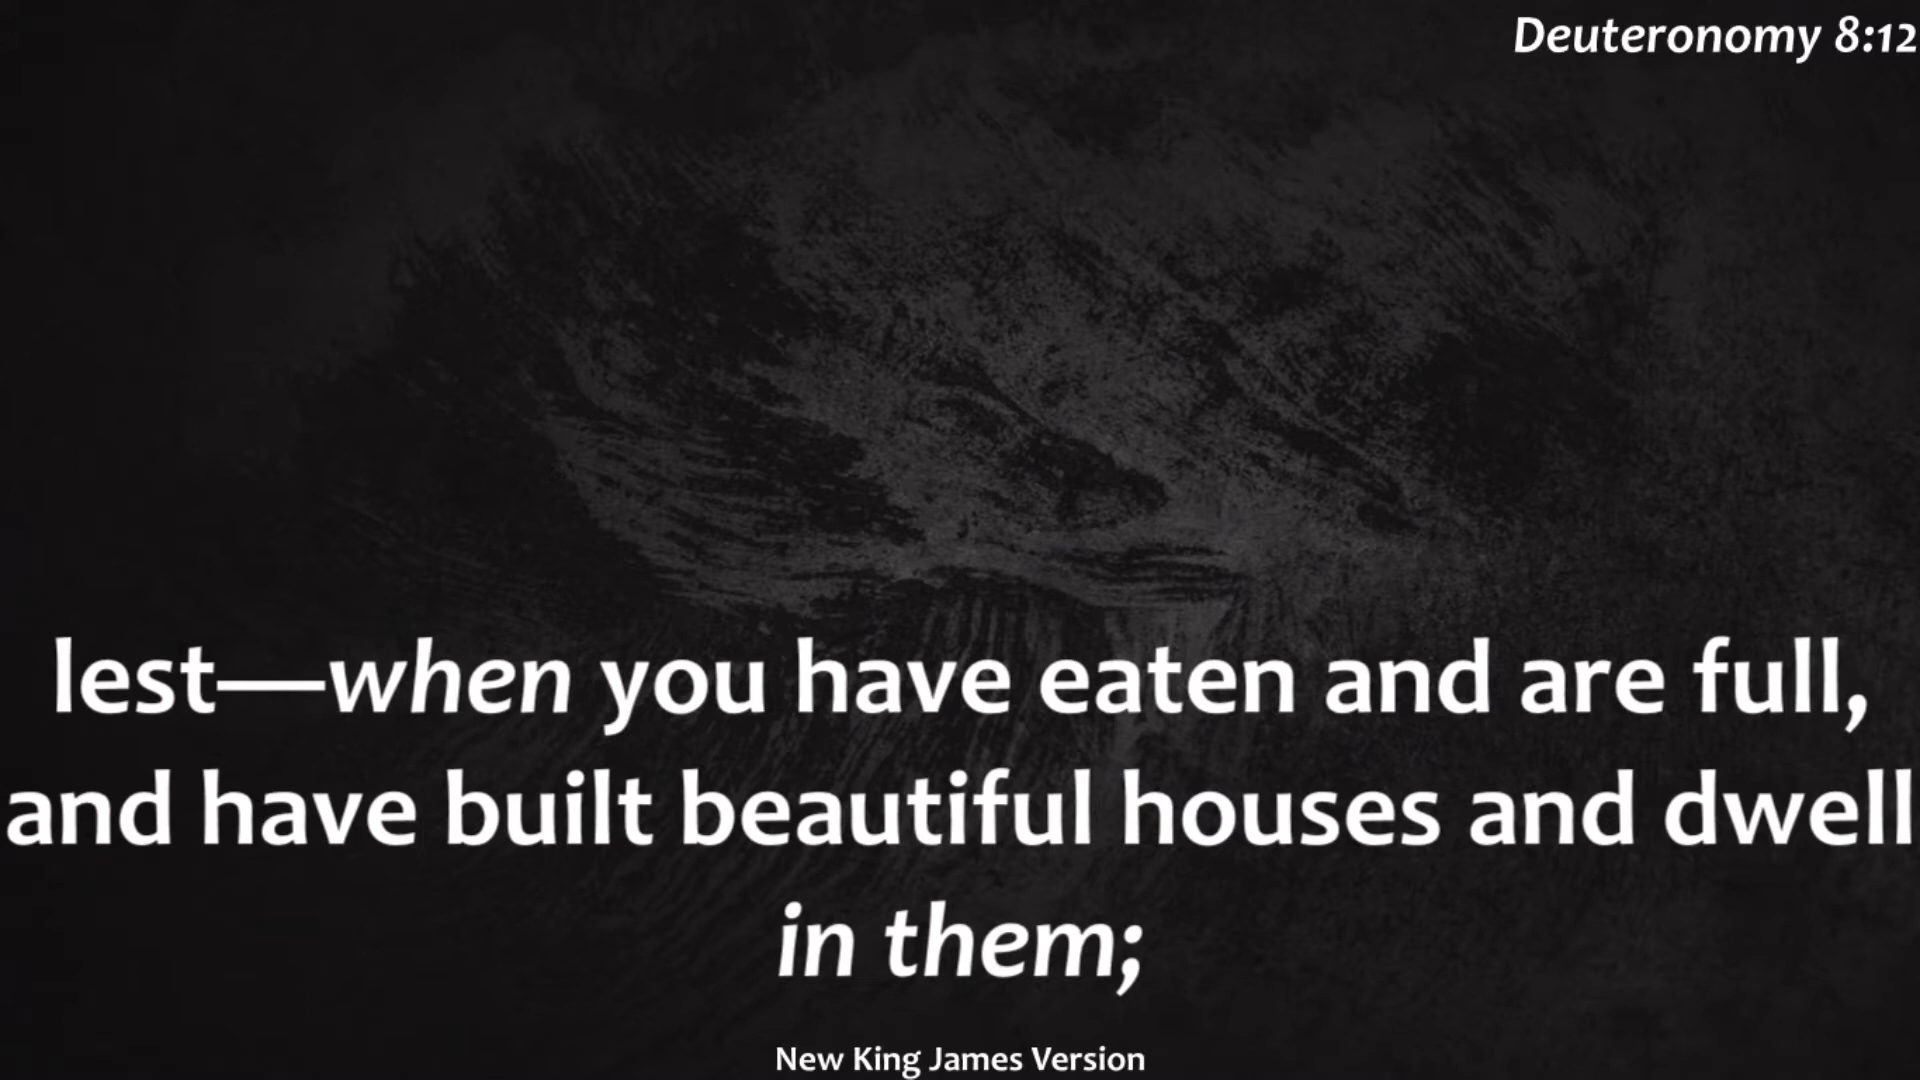 Deuteronomy 8:12
lest—when you have eaten and are full,
and have built beautiful houses and dwell
in them;
New King James Version